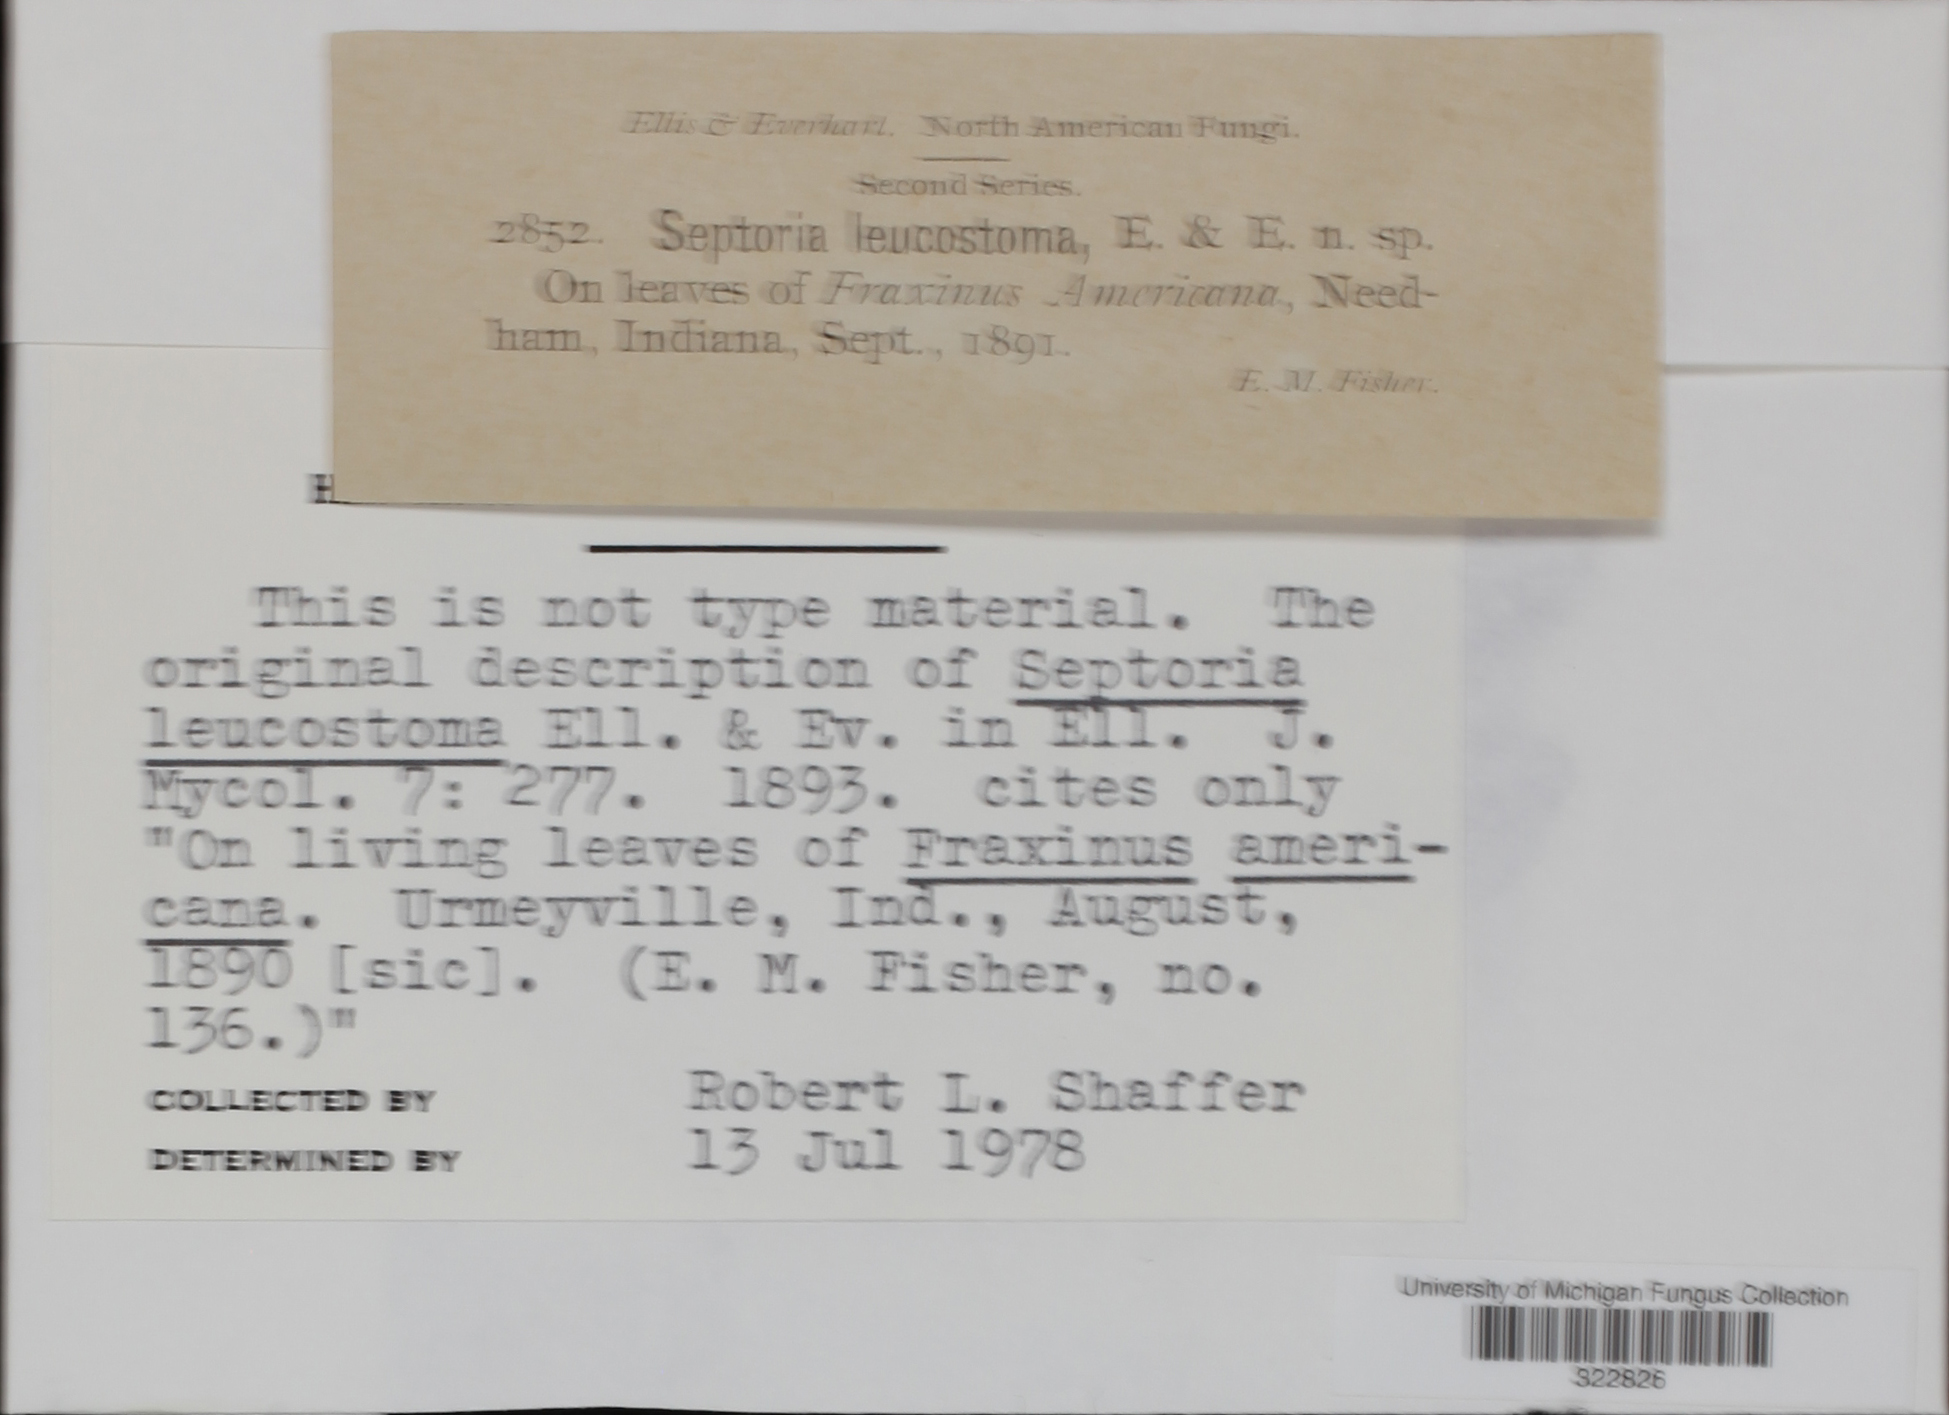 Ellis & Everhart. North American Fungi.
Second Series.
2852. Septoria leucostoma, E. & E. n. sp.
On leaves of Fraxinus Americana, Need-
ham, Indiana, Sept., 1891.
E. M. Fisher.
H
This is not type material. The
original description of Septoria
leucostoma Ell. & Ev. in Ell. J.
Mycol. 7: 277. 1893. cites only
"On living leaves of Fraxinus ameri-
cana. Urmeyville, Ind., August,
1890 [sic]. (E. M. Fisher, no.
136.)"
COLLECTED BY Robert L. Shaffer
DETERMINED BY 13 Jul 1978
University of Michigan Fungus Collection
322826